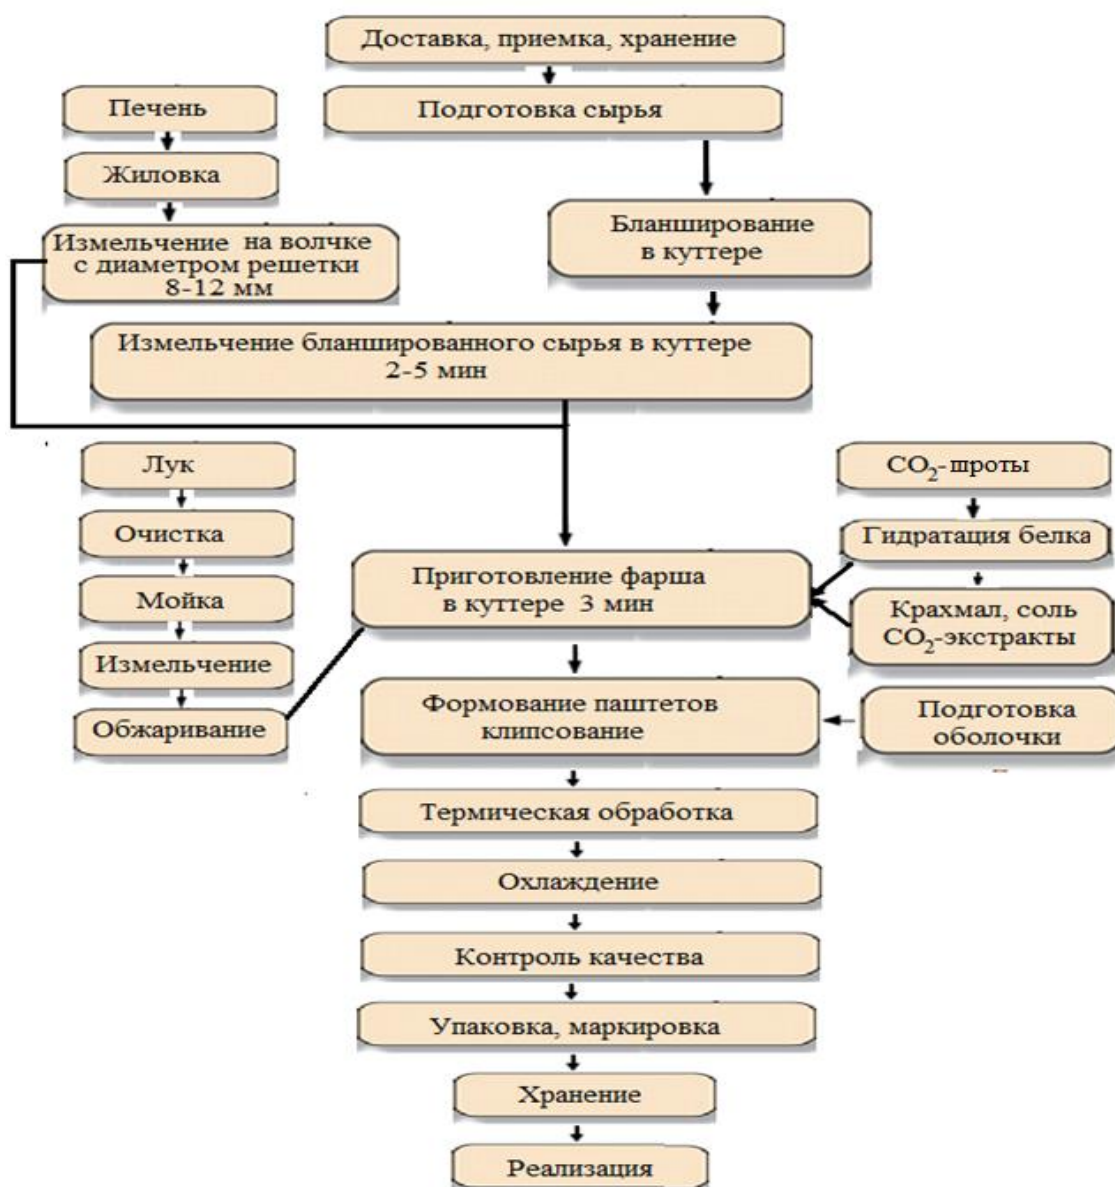 Доставка, приемка, хранение
Подготовка сырья
Печень
Жиловка
Измельчение на волчке
с диаметром решетки
8-12 мм
Бланширование
в куттере
Измельчение бланшированного сырья в куттере
2-5 мин
Лук
Очистка
Мойка
Измельчение
Обжаривание
CO₂-шроты
Гидратация белка
Крахмал, соль
CO₂-экстракты
Приготовление фарша
в куттере 3 мин
Формование паштетов
клипсование
Подготовка
оболочки
Термическая обработка
Охлаждение
Контроль качества
Упаковка, маркировка
Хранение
Реализация